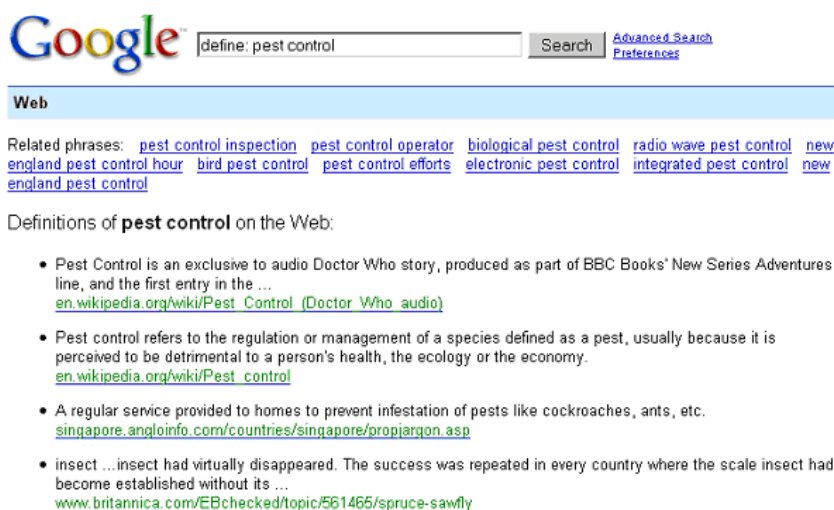 Google™
define: pest control Search Advanced Search
Preferences
Web
Related phrases: pest control inspection pest control operator biological pest control radio wave pest control new
england pest control hour bird pest control pest control efforts electronic pest control integrated pest control new
england pest control
Definitions of pest control on the Web:
• Pest Control is an exclusive to audio Doctor Who story, produced as part of BBC Books' New Series Adventures
line, and the first entry in the ...
en.wikipedia.org/wiki/Pest_Control_(Doctor_Who_audio)
• Pest control refers to the regulation or management of a species defined as a pest, usually because it is
perceived to be detrimental to a person's health, the ecology or the economy.
en.wikipedia.org/wiki/Pest_control
• A regular service provided to homes to prevent infestation of pests like cockroaches, ants, etc.
singapore.angloinfo.com/countries/singapore/propjargon.asp
• insect ...insect had virtually disappeared. The success was repeated in every country where the scale insect had
become established without its ...
www.britannica.com/EBchecked/topic/561465/spruce-sawfly